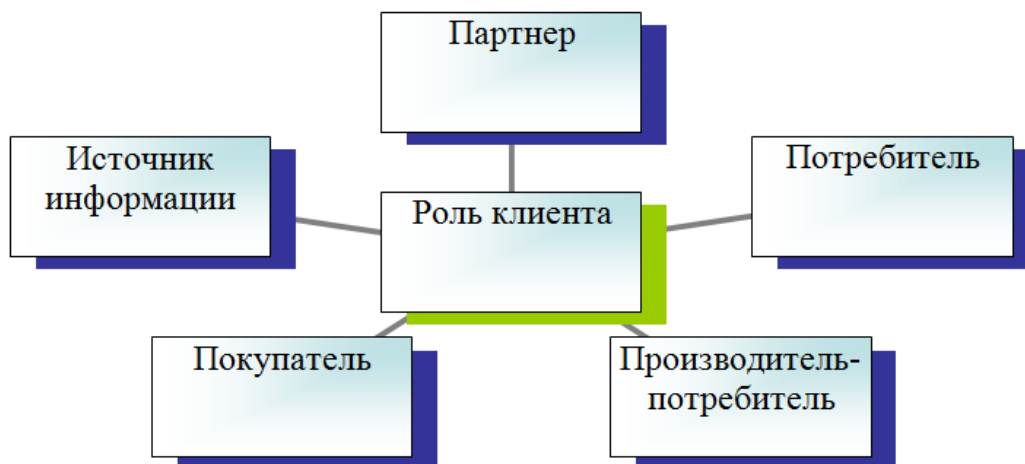 Партнер
Источник
информации
Потребитель
Роль клиента
Покупатель
Производитель-
потребитель